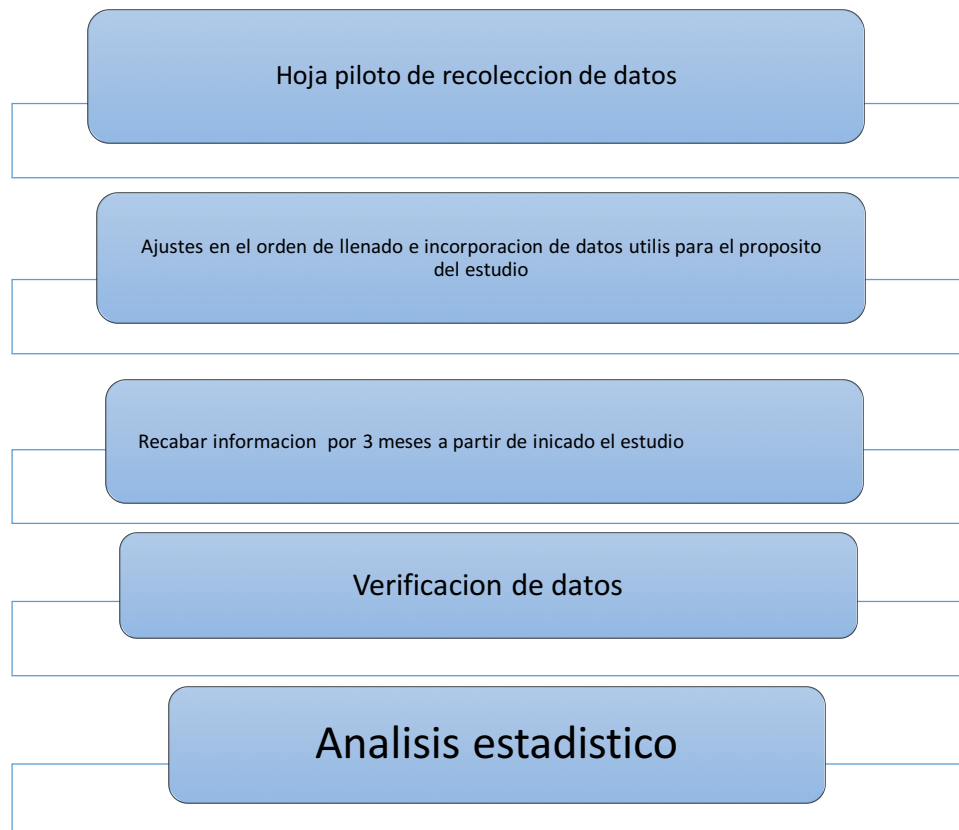 Hoja piloto de recoleccion de datos
Ajustes en el orden de llenado e incorporacion de datos utilis para el proposito
del estudio
Recabar informacion  por 3 meses a partir de inicado el estudio
Verificacion de datos
Analisis estadistico